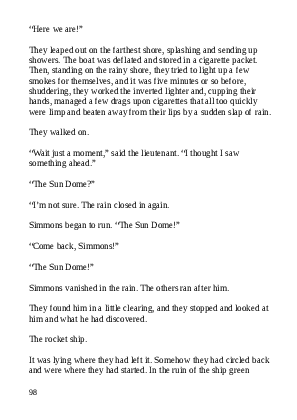 “Here we are!”
They leaped out on the farthest shore, splashing and sending up
showers. The boat was deflated and stored in a cigarette packet.
Then, standing on the rainy shore, they tried to light up a few
smokes for themselves, and it was five minutes or so before,
shuddering, they worked the inverted lighter and, cupping their
hands, managed a few drags upon cigarettes that all too quickly
were limp and beaten away from their lips by a sudden slap of rain.
They walked on.
“Wait just a moment,” said the lieutenant. “I thought I saw
something ahead.”
“The Sun Dome?”
“I’m not sure. The rain closed in again.
Simmons began to run. “The Sun Dome!”
“Come back, Simmons!”
“The Sun Dome!”
Simmons vanished in the rain. The others ran after him.
They found him in a little clearing, and they stopped and looked at
him and what he had discovered.
The rocket ship.
It was lying where they had left it. Somehow they had circled back
and were where they had started. In the ruin of the ship green
98